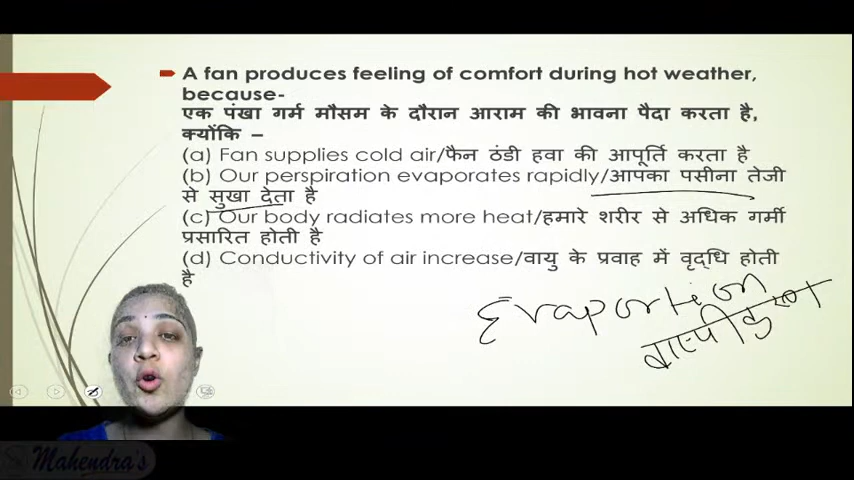 A fan produces feeling of comfort during hot weather,
because-
एक पंखा गर्म मौसम के दौरान आराम की भावना पैदा करता है,
क्योंकि –
(a) Fan supplies cold air/फैन ठंडी हवा की आपूर्ति करता है
(b) Our perspiration evaporates rapidly/आपका पसीना तेजी
से सुखा देता है
(c) Our body radiates more heat/हमारे शरीर से अधिक गर्मी
प्रसारित होती है
(d) Conductivity of air increase/वायु के प्रवाह में वृद्धि होती
है
Evaportion
वाष्पीकरण
Mahendra's